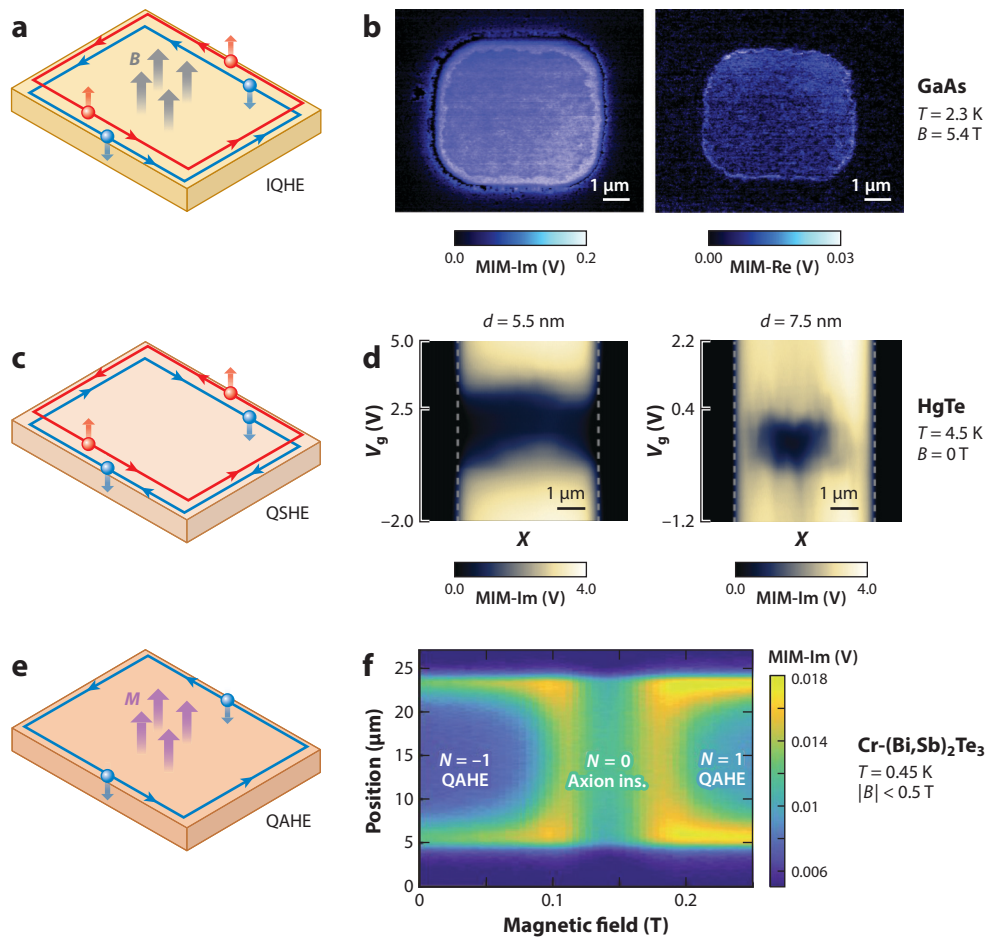 a
B
IQHE
b
1 µm
1 µm
GaAs
T = 2.3 K
B = 5.4 T
0.0
0.2
MIM-Im (V)
0.00
0.03
MIM-Re (V)
c
QSHE
d
d = 5.5 nm
d = 7.5 nm
5.0
2.5
–2.0
Vg (V)
1 µm
X
2.2
0.4
–1.2
Vg (V)
1 µm
X
HgTe
T = 4.5 K
B = 0 T
0.0
4.0
MIM-Im (V)
0.0
4.0
MIM-Im (V)
e
M
QAHE
f
MIM-Im (V)
25
20
15
10
5
0
Position (µm)
N = –1
QAHE
N = 0
Axion ins.
N = 1
QAHE
0
0.1
0.2
Magnetic field (T)
0.018
0.014
0.01
0.006
Cr-(Bi,Sb)₂Te₃
T = 0.45 K
|B| < 0.5 T